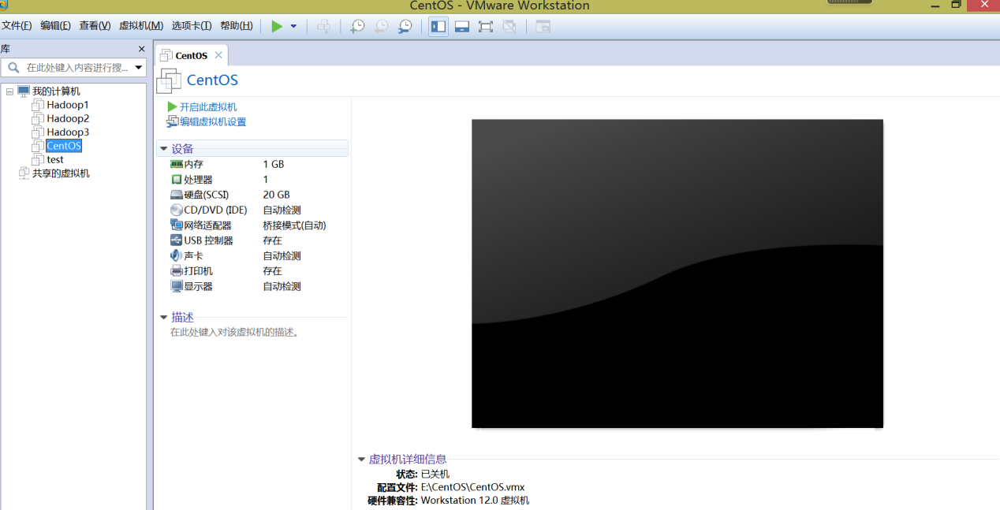 CentOS - VMware Workstation
文件(F) 编辑(E) 查看(V) 虚拟机(M) 选项卡(T) 帮助(H)
库
在此处键入内容进行搜...
我的计算机
Hadoop1
Hadoop2
Hadoop3
CentOS
test
共享的虚拟机
CentOS
CentOS
开启此虚拟机
编辑虚拟机设置
设备
内存 1 GB
处理器 1
硬盘(SCSI) 20 GB
CD/DVD (IDE) 自动检测
网络适配器 桥接模式(自动)
USB 控制器 存在
声卡 自动检测
打印机 存在
显示器 自动检测
描述
在此处键入对该虚拟机的描述。
虚拟机详细信息
状态: 已关机
配置文件: E:\CentOS\CentOS.vmx
硬件兼容性: Workstation 12.0 虚拟机